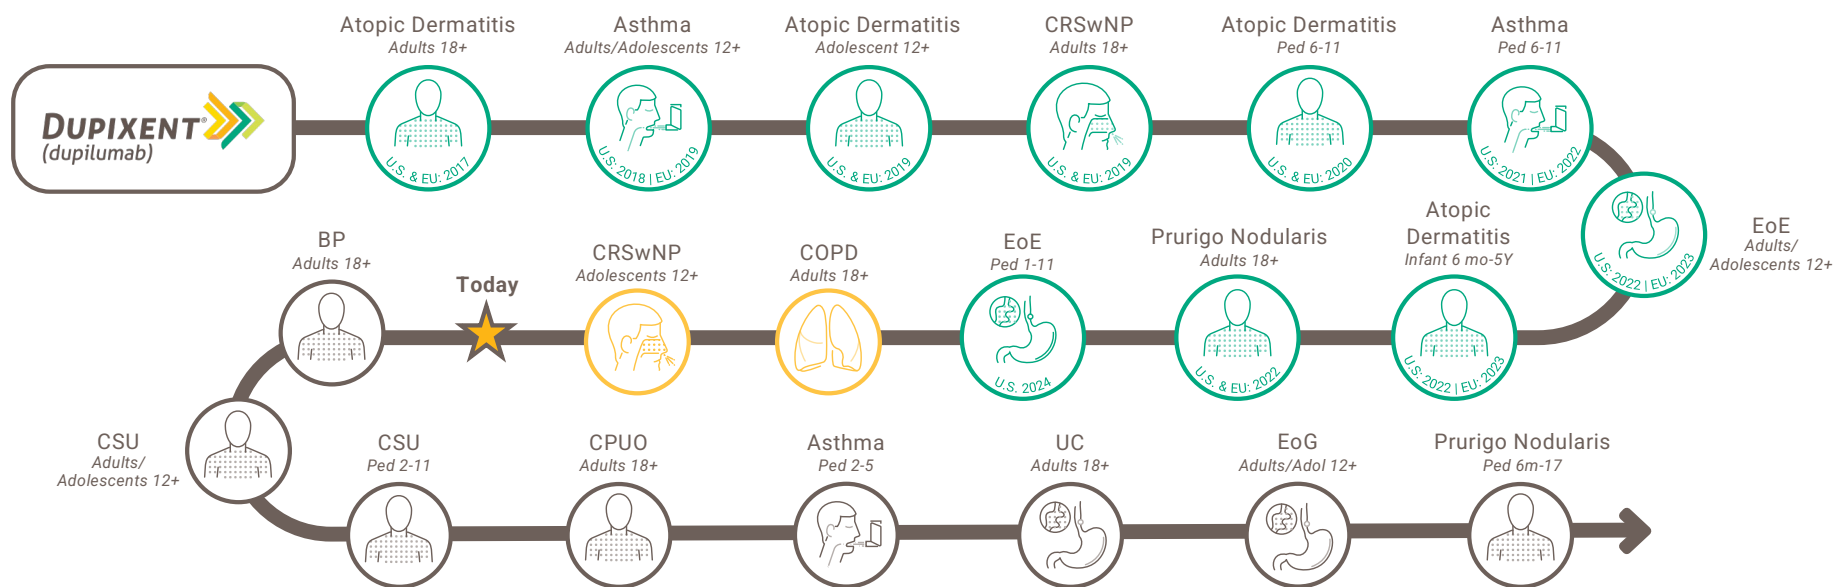 DUPIXENT®
(dupilumab)
Atopic Dermatitis
Adults 18+
U.S. & EU: 2017
Asthma
Adults/Adolescents 12+
U.S. 2018 | EU: 2019
Atopic Dermatitis
Adolescent 12+
U.S. & EU: 2019
CRSwNP
Adults 18+
U.S. & EU: 2019
Atopic Dermatitis
Ped 6-11
U.S. & EU: 2020
Asthma
Ped 6-11
U.S: 2021 | EU: 2022
EoE
Adults/
Adolescents 12+
U.S: 2022 | EU: 2023
Atopic
Dermatitis
Infant 6 mo-5Y
U.S: 2022 | EU: 2023
Prurigo Nodularis
Adults 18+
U.S. & EU: 2022
EoE
Ped 1-11
U.S. 2024
COPD
Adults 18+
CRSwNP
Adolescents 12+
Today
BP
Adults 18+
CSU
Adults/
Adolescents 12+
CSU
Ped 2-11
CPUO
Adults 18+
Asthma
Ped 2-5
UC
Adults 18+
EoG
Adults/Adol 12+
Prurigo Nodularis
Ped 6m-17